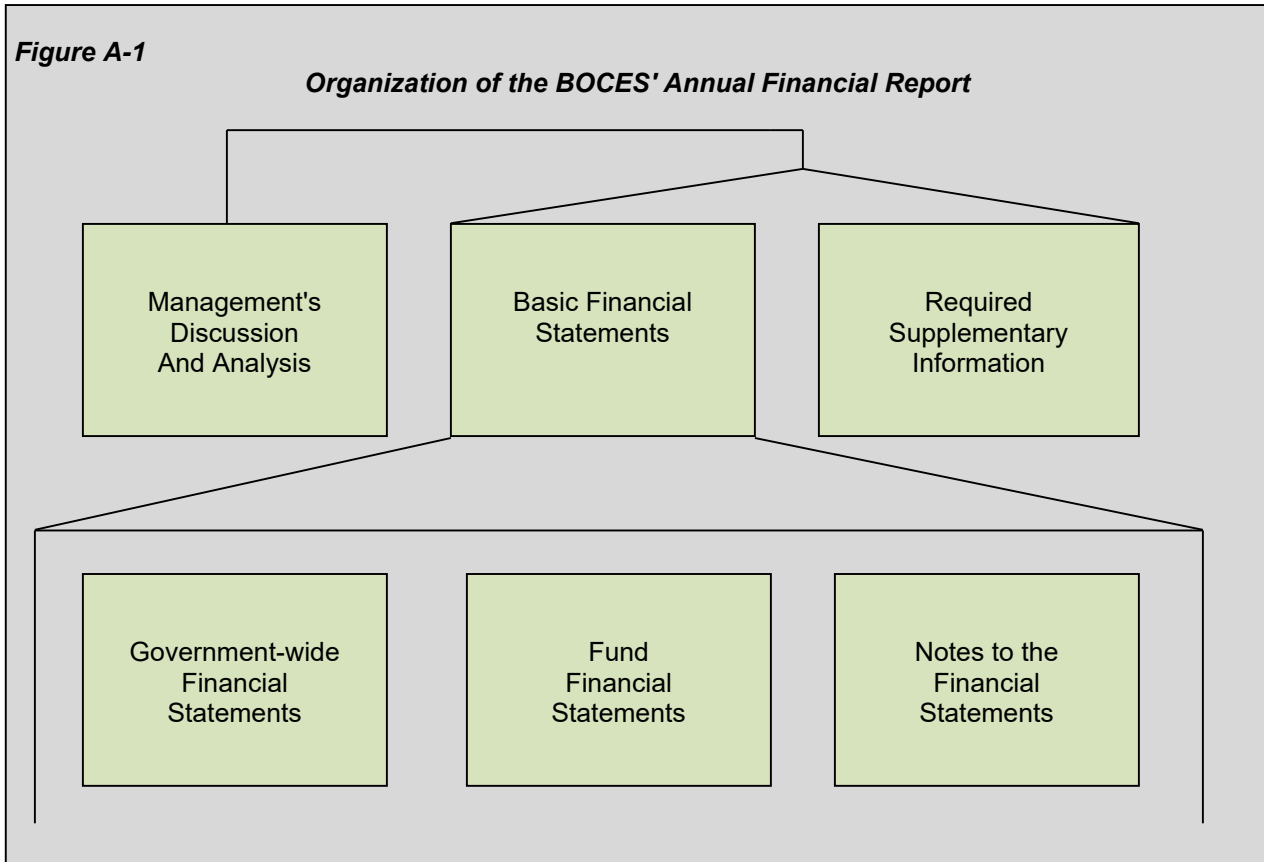 Figure A-1
Organization of the BOCES' Annual Financial Report
Management's
Discussion
And Analysis
Basic Financial
Statements
Required
Supplementary
Information
Government-wide
Financial
Statements
Fund
Financial
Statements
Notes to the
Financial
Statements